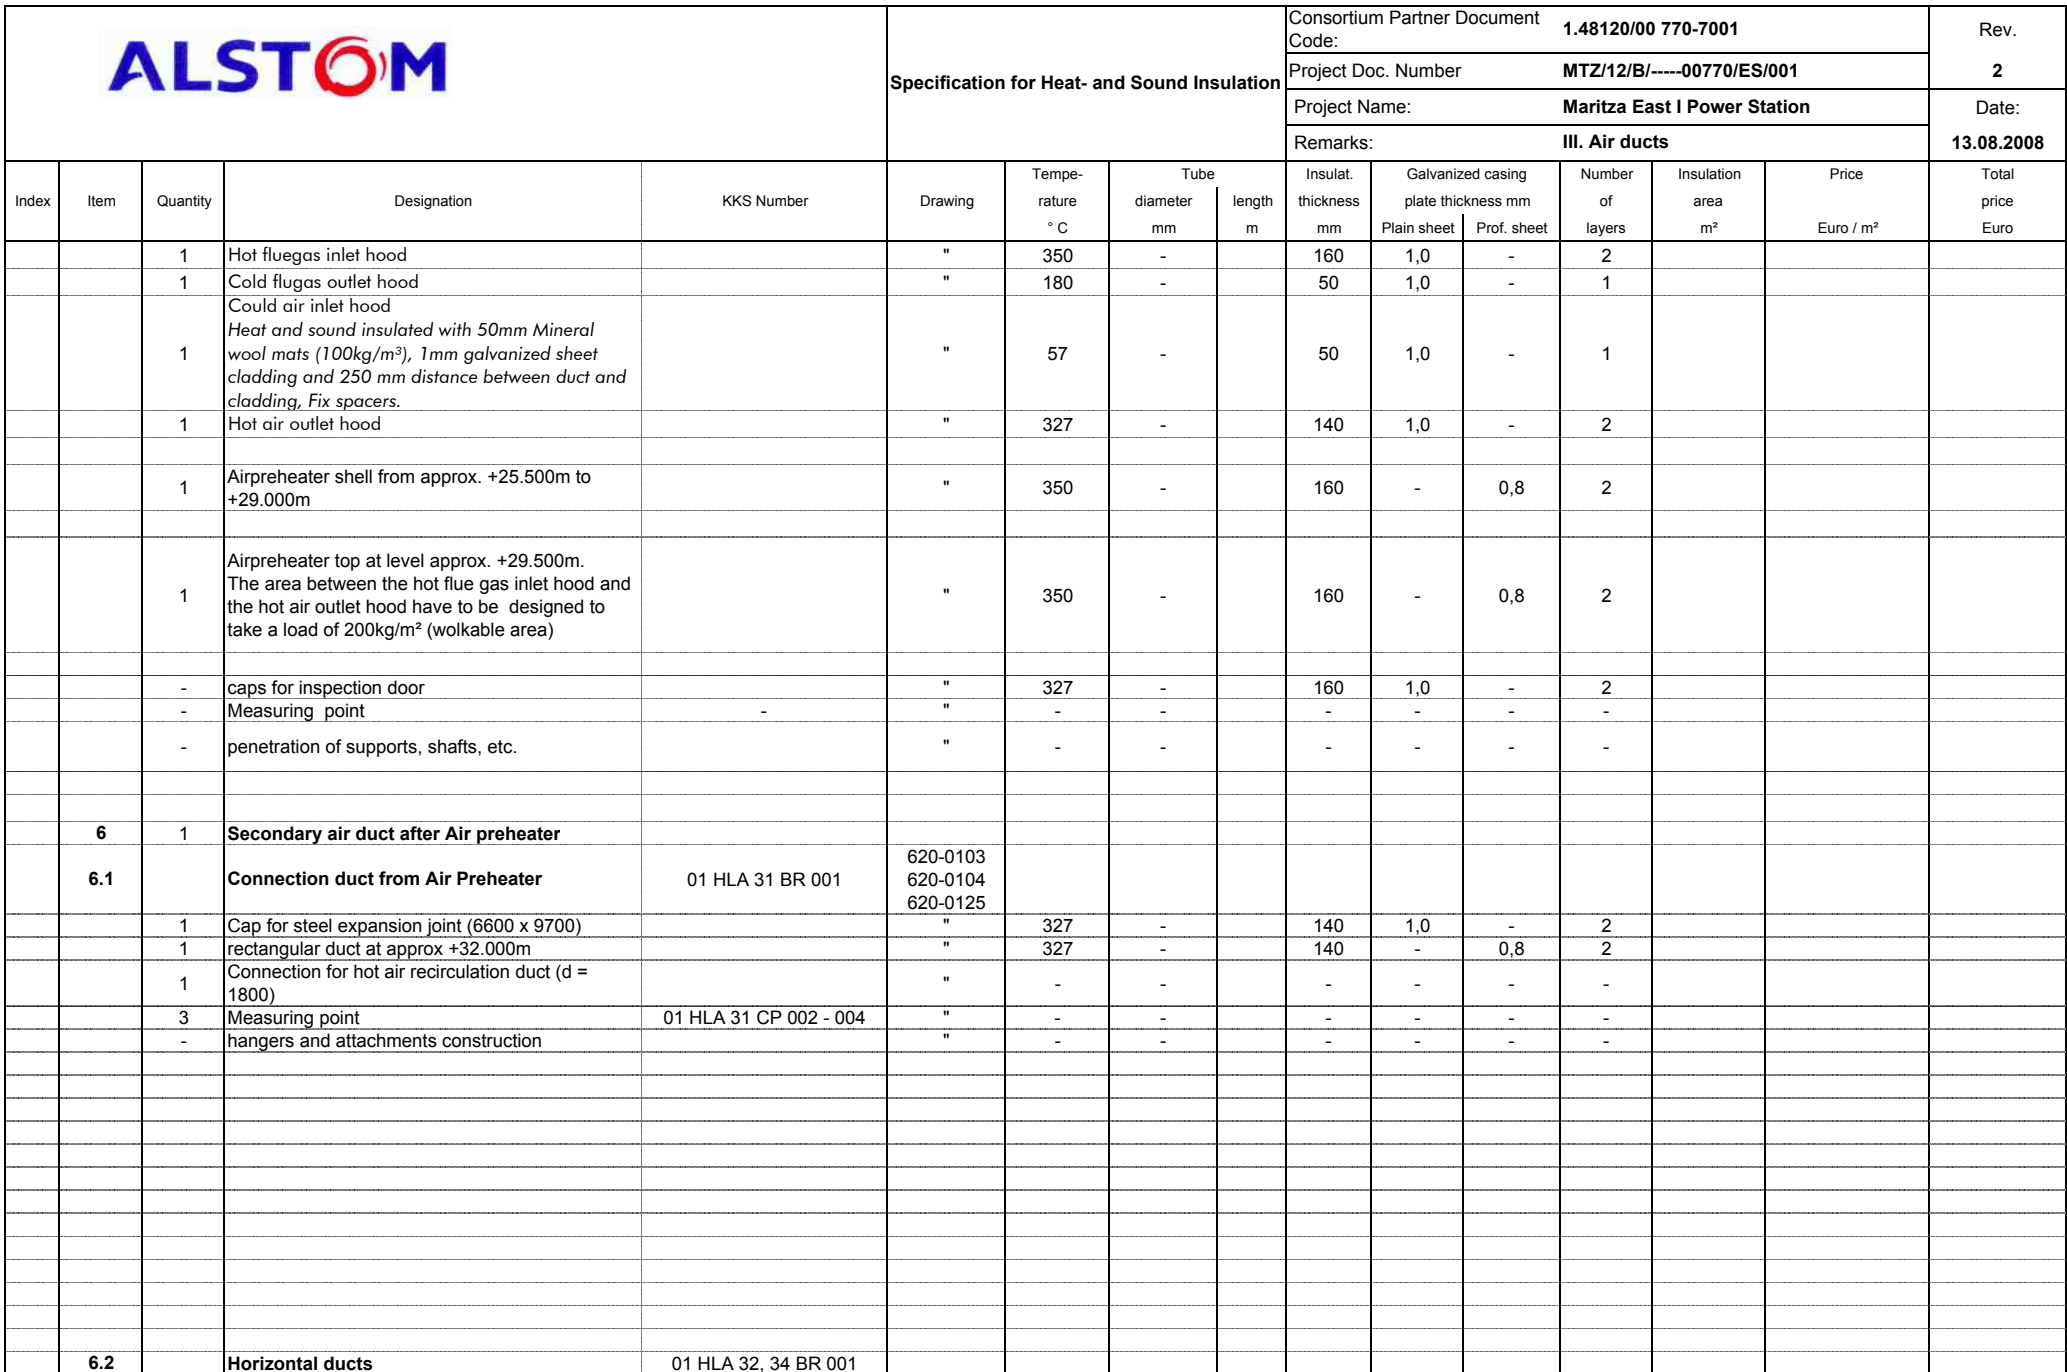 ALSTOM
Specification for Heat- and Sound Insulation
Consortium Partner Document
Code:
1.48120/00 770-7001
Rev.
Project Doc. Number MTZ/12/B/-----00770/ES/001 2
Project Name: Maritza East I Power Station Date:
Remarks: III. Air ducts 13.08.2008
Index Item Quantity Designation KKS Number Drawing
Tempe-
rature
° C
Tube
diameter
mm
length
m
Insulat.
thickness
mm
Galvanized casing
plate thickness mm
Plain sheet Prof. sheet
Number
of
layers
Insulation
area
m²
Price
Euro / m²
Total
price
Euro
1 Hot fluegas inlet hood " 350 - 160 1,0 - 2
1 Cold flugas outlet hood " 180 - 50 1,0 - 1
Could air inlet hood
Heat and sound insulated with 50mm Mineral
1 wool mats (100kg/m³), 1mm galvanized sheet " 57 - 50 1,0 - 1
cladding and 250 mm distance between duct and
cladding, Fix spacers.
1 Hot air outlet hood " 327 - 140 1,0 - 2
1 Airpreheater shell from approx. +25.500m to " 350 - 160 - 0,8 2
+29.000m
Airpreheater top at level approx. +29.500m.
The area between the hot flue gas inlet hood and
1 the hot air outlet hood have to be designed to " 350 - 160 - 0,8 2
take a load of 200kg/m² (wolkable area)
- caps for inspection door " 327 - 160 1,0 - 2
- Measuring point - " - - - - - -
- penetration of supports, shafts, etc. " - - - - - -
6 1 Secondary air duct after Air preheater
6.1 Connection duct from Air Preheater 01 HLA 31 BR 001
620-0103
620-0104
620-0125
1 Cap for steel expansion joint (6600 x 9700) " 327 - 140 1,0 - 2
1 rectangular duct at approx +32.000m " 327 - 140 - 0,8 2
1 Connection for hot air recirculation duct (d = " - - - - - -
1800)
3 Measuring point 01 HLA 31 CP 002 - 004 " - - - - - -
- hangers and attachments construction " - - - - - -
6.2 Horizontal ducts 01 HLA 32, 34 BR 001